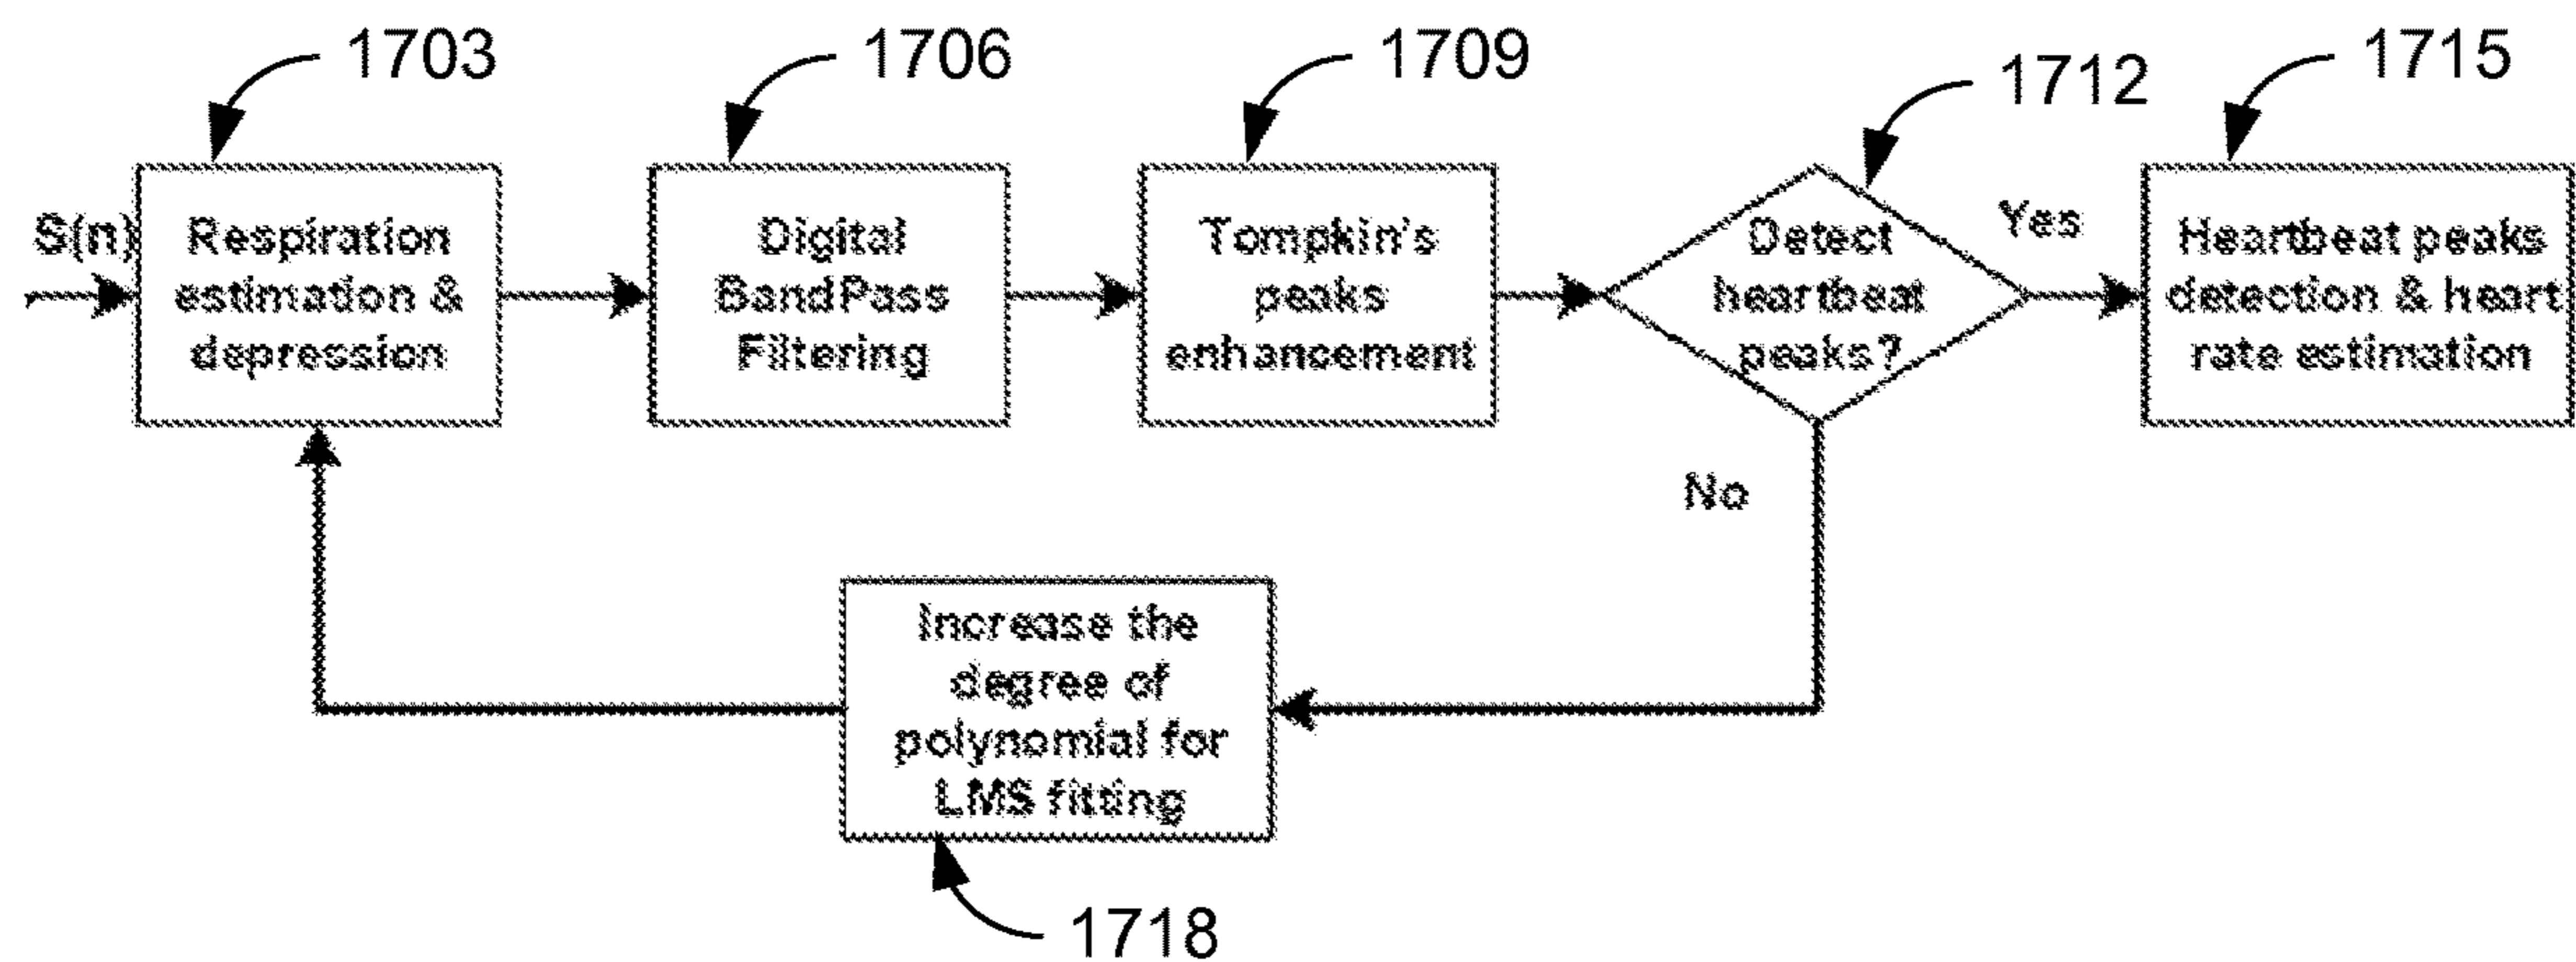 1703
1706
1709
1712
1715
S(n)
Respiration
estimation &
depression
Digital
BandPass
Filtering
Tompkin's
peaks
enhancement
Detect
heartbeat
peaks?
Yes
Heartbeat peaks
detection & heart
rate estimation
No
Increase the
degree of
polynomial for
LMS fitting
1718